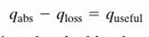 q_abs − q_loss = q_useful